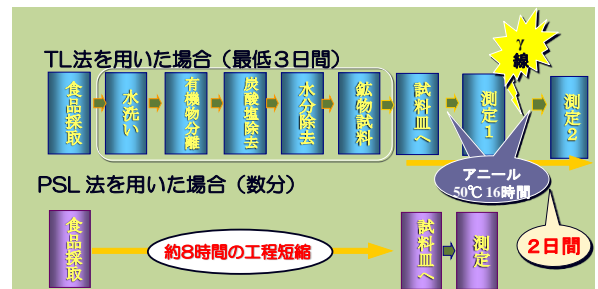 TL法を用いた場合（最低３日間）
γ
線
食品採取
水洗い
有機物分離
炭酸塩除去
水分除去
鉱物試料
試料皿へ
測定１
測定２
アニール
50℃ 16時間
PSL 法を用いた場合（数分）
食品採取
約８時間の工程短縮
試料皿へ
測定
２日間